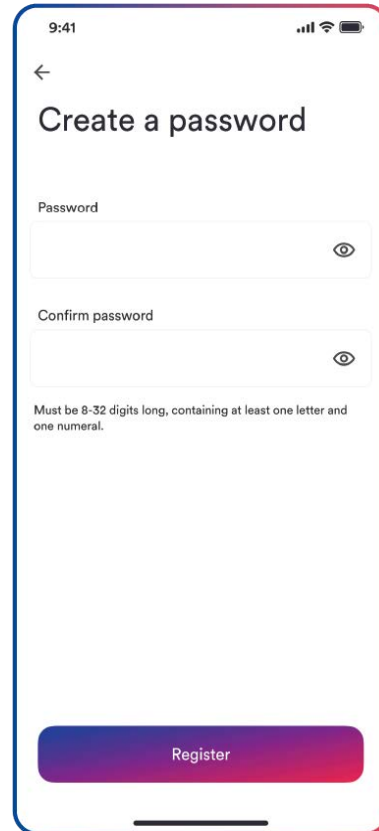 9:41
Create a password
Password
Confirm password
Must be 8-32 digits long, containing at least one letter and
one numeral.
Register